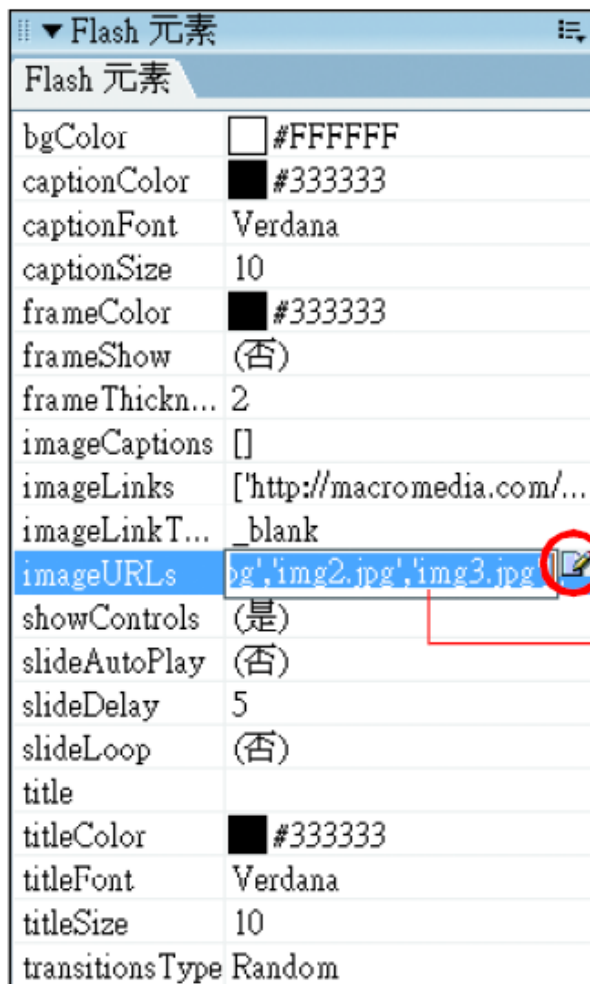 Flash 元素
Flash 元素
bgColor #FFFFFF
captionColor #333333
captionFont Verdana
captionSize 10
frameColor #333333
frameShow (否)
frameThickn... 2
imageCaptions []
imageLinks ['http://macromedia.com/...
imageLinkT... _blank
imageURLs og','img2.jpg','img3.jpg'
showControls (是)
slideAutoPlay (否)
slideDelay 5
slideLoop (否)
title
titleColor #333333
titleFont Verdana
titleSize 10
transitionsType Random